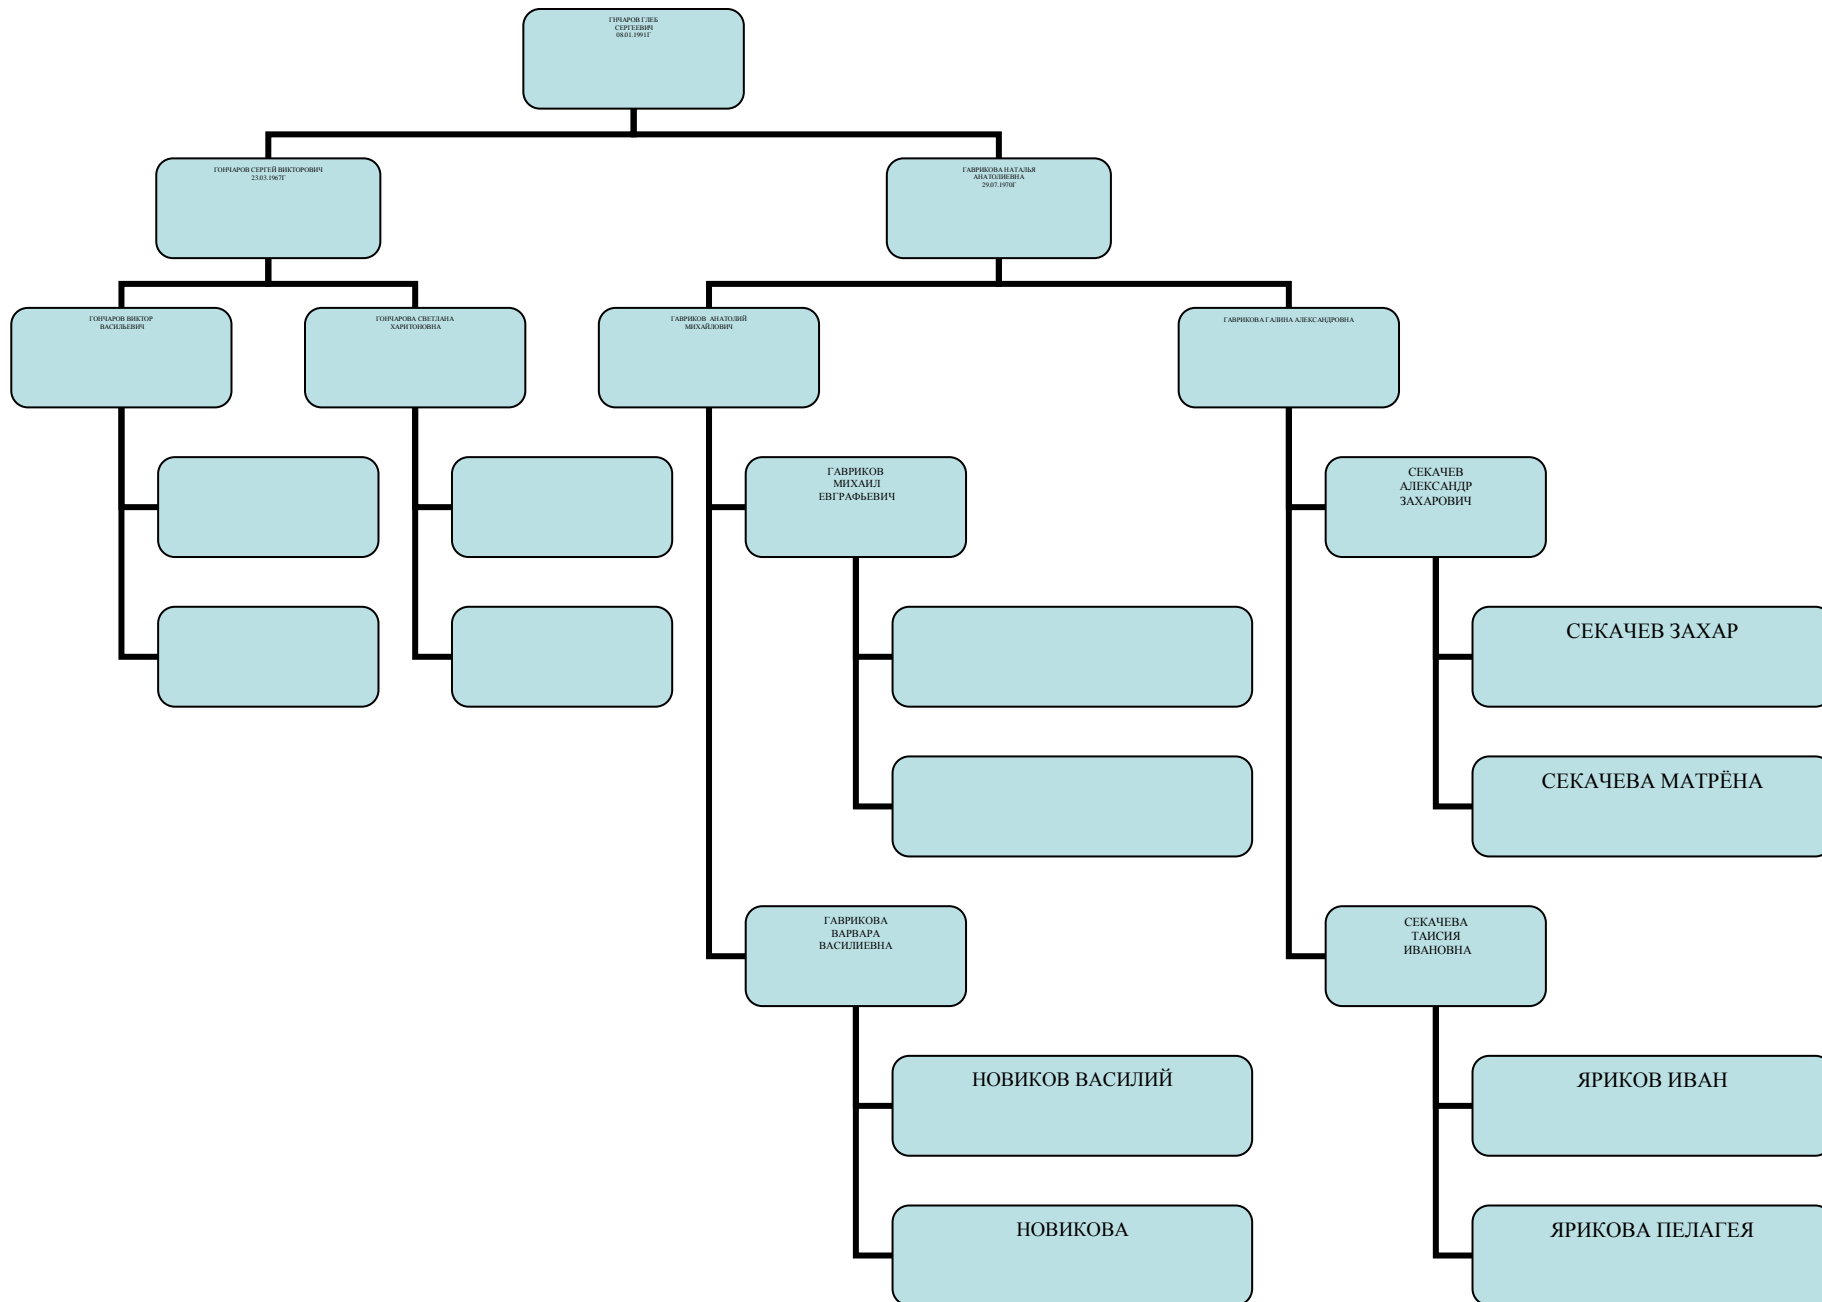 ГНЧАРОВ ГЛЕБ
СЕРГЕЕВИЧ
08.01.1991Г
ГОНЧАРОВ СЕРГЕЙ ВИКТОРОВИЧ
23.03.1967Г
ГАВРИКОВА НАТАЛЬЯ
АНАТОЛИЕВНА
29.07.1970Г
ГОНЧАРОВ ВИКТОР
ВАСИЛЬЕВИЧ
ГОНЧАРОВА СВЕТЛАНА
ХАРИТОНОВНА
ГАВРИКОВ АНАТОЛИЙ
МИХАЙЛОВИЧ
ГАВРИКОВА ГАЛИНА АЛЕКСАНДРОВНА
ГАВРИКОВ
МИХАИЛ
ЕВГРАФЬЕВИЧ
СЕКАЧЕВ
АЛЕКСАНДР
ЗАХАРОВИЧ
СЕКАЧЕВ ЗАХАР
СЕКАЧЕВА МАТРЁНА
ГАВРИКОВА
ВАРВАРА
ВАСИЛИЕВНА
СЕКАЧЕВА
ТАИСИЯ
ИВАНОВНА
НОВИКОВ ВАСИЛИЙ
ЯРИКОВ ИВАН
НОВИКОВА
ЯРИКОВА ПЕЛАГЕЯ